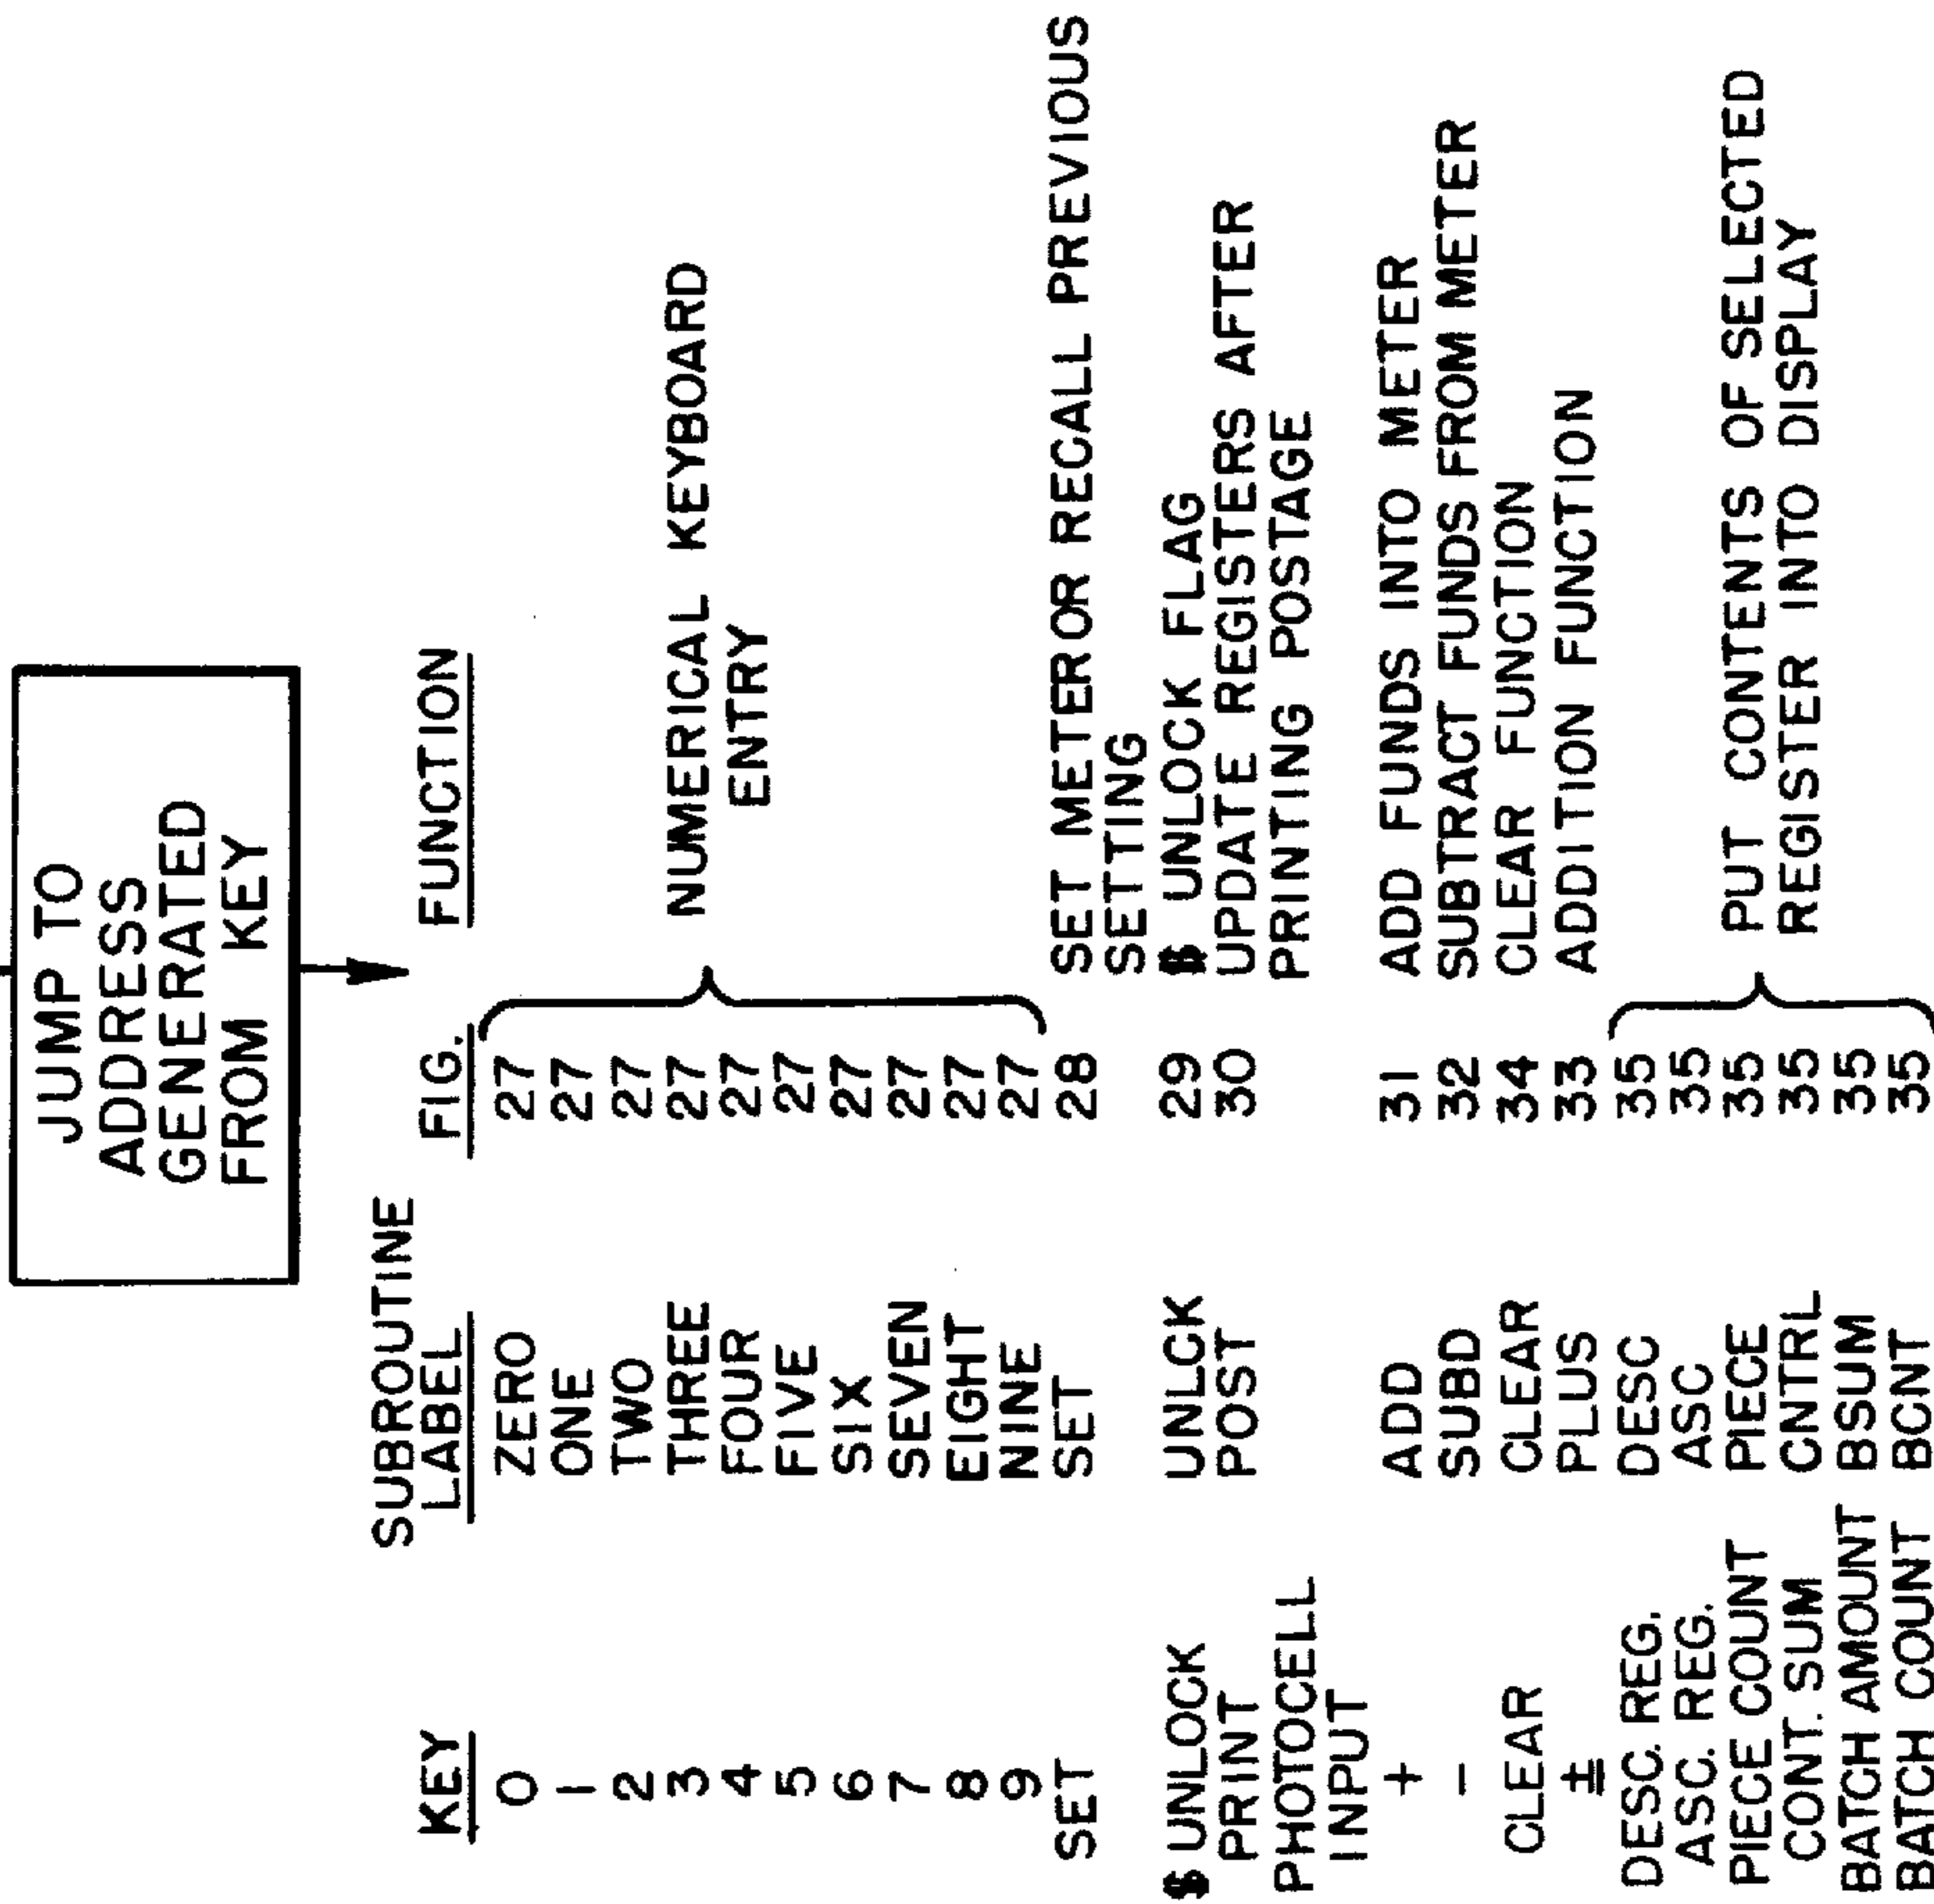 JUMP TO
ADDRESS
GENERATED
FROM KEY
SUBROUTINE
KEY LABEL FIG. FUNCTION
0 ZERO 27
1 ONE 27
2 TWO 27
3 THREE 27 NUMERICAL KEYBOARD
4 FOUR 27 ENTRY
5 FIVE 27
6 SIX 27
7 SEVEN 27
8 EIGHT 27
9 NINE 27
SET SET 28 SET METER OR RECALL PREVIOUS
SETTING
$ UNLOCK UNLCK 29 $ UNLOCK FLAG
PRINT POST 30 UPDATE REGISTERS AFTER
PHOTOCELL PRINTING POSTAGE
INPUT
+ ADD 31 ADD FUNDS INTO METER
- SUBD 32 SUBTRACT FUNDS FROM METER
CLEAR CLEAR 34 CLEAR FUNCTION
± PLUS 33 ADDITION FUNCTION
DESC. REG. DESC 35
ASC. REG. ASC 35
PIECE COUNT PIECE 35 PUT CONTENTS OF SELECTED
CONT. SUM CNTRL 35 REGISTER INTO DISPLAY
BATCH AMOUNT BSUM 35
BATCH COUNT BCNT 35